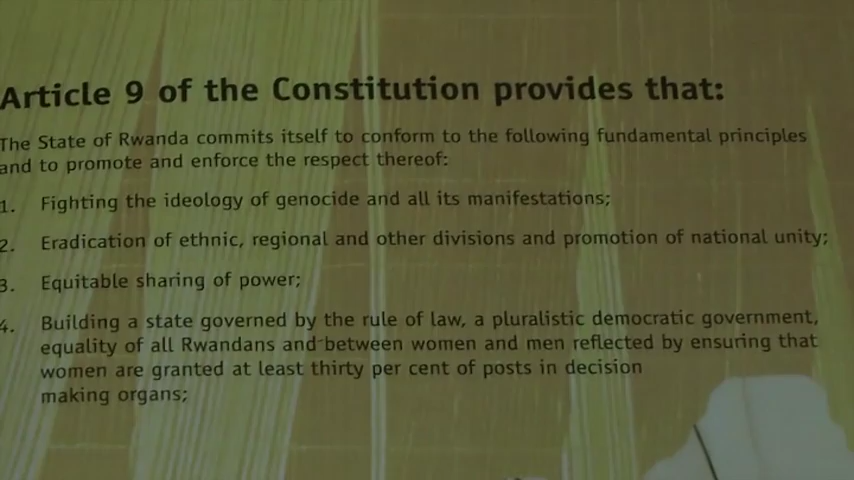 Article 9 of the Constitution provides that:
The State of Rwanda commits itself to conform to the following fundamental principles
and to promote and enforce the respect thereof:
1. Fighting the ideology of genocide and all its manifestations;
2. Eradication of ethnic, regional and other divisions and promotion of national unity;
3. Equitable sharing of power;
4. Building a state governed by the rule of law, a pluralistic democratic government,
equality of all Rwandans and between women and men reflected by ensuring that
women are granted at least thirty per cent of posts in decision
making organs;